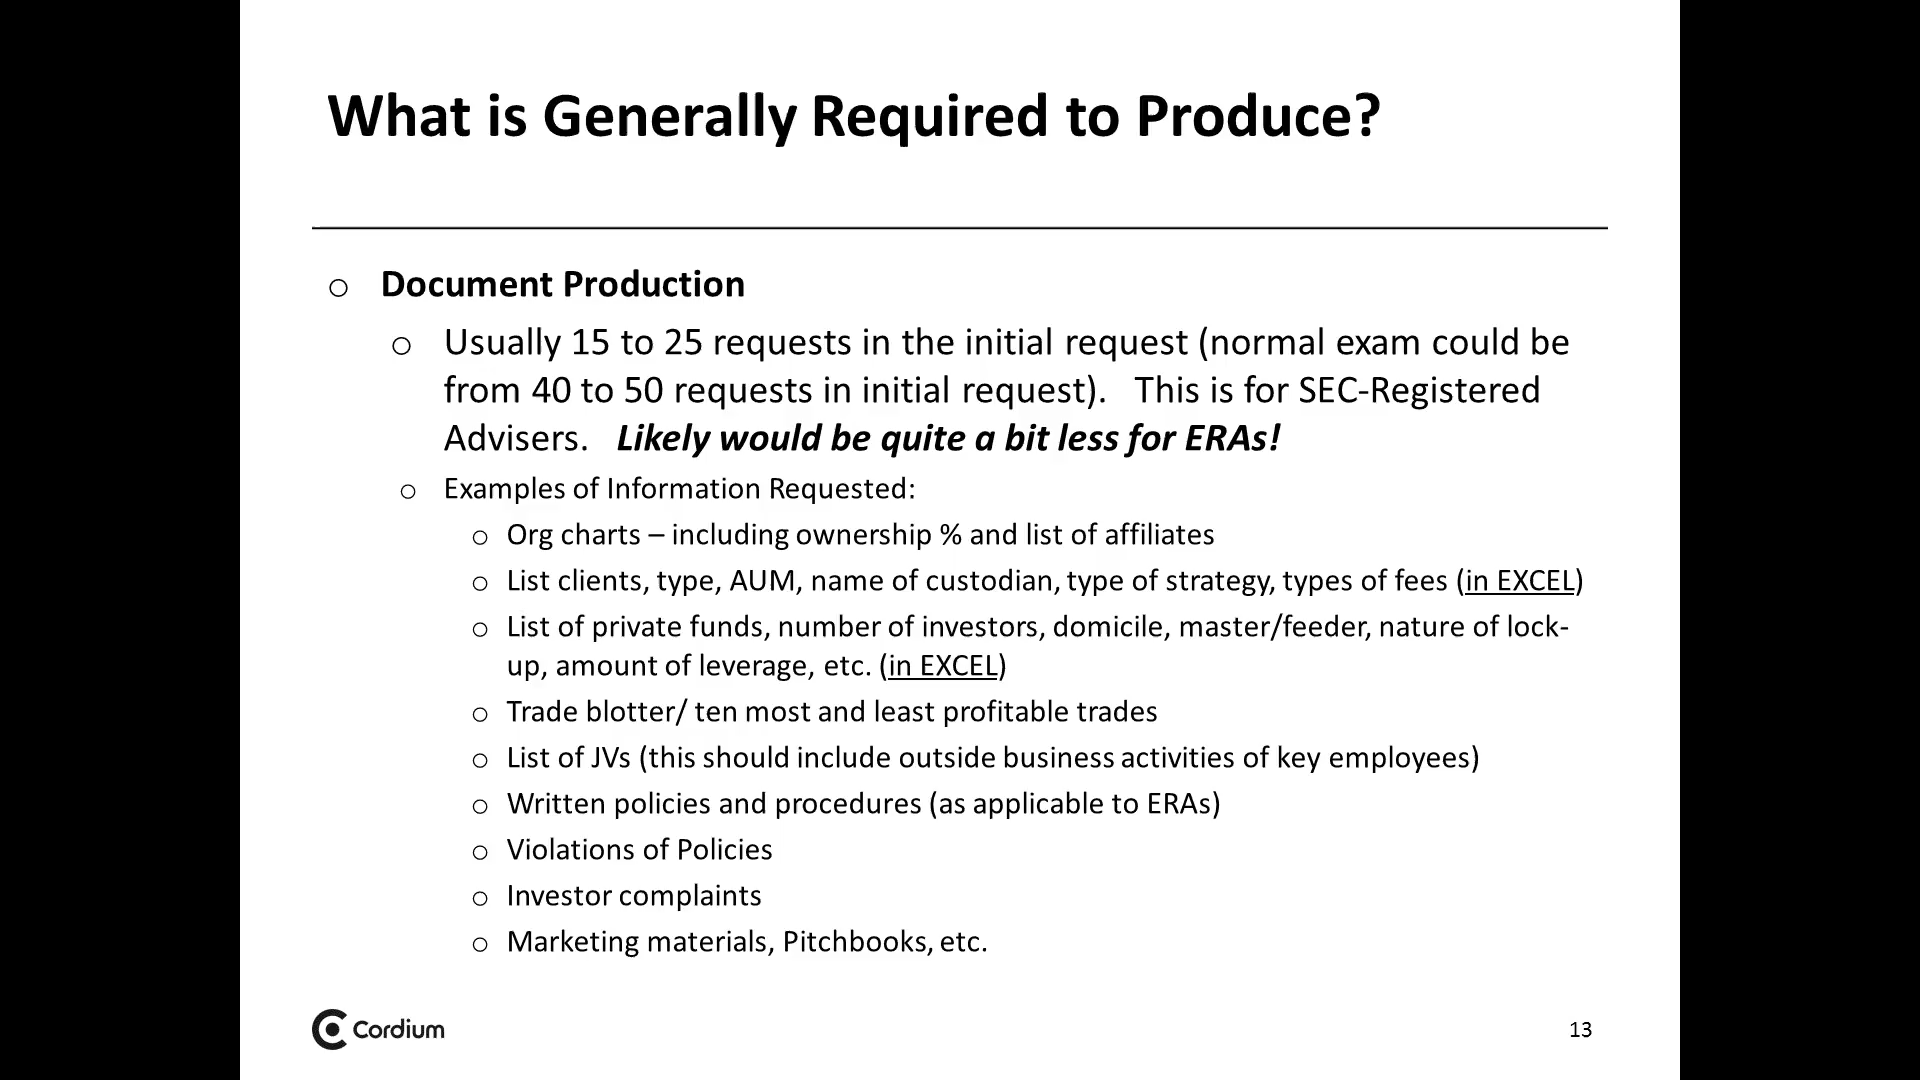 What is Generally Required to Produce?
o Document Production
o Usually 15 to 25 requests in the initial request (normal exam could be
from 40 to 50 requests in initial request). This is for SEC-Registered
Advisers. Likely would be quite a bit less for ERAs!
o Examples of Information Requested:
o Org charts – including ownership % and list of affiliates
o List clients, type, AUM, name of custodian, type of strategy, types of fees (in EXCEL)
o List of private funds, number of investors, domicile, master/feeder, nature of lock-
up, amount of leverage, etc. (in EXCEL)
o Trade blotter/ ten most and least profitable trades
o List of JVs (this should include outside business activities of key employees)
o Written policies and procedures (as applicable to ERAs)
o Violations of Policies
o Investor complaints
o Marketing materials, Pitchbooks, etc.
Cordium
13